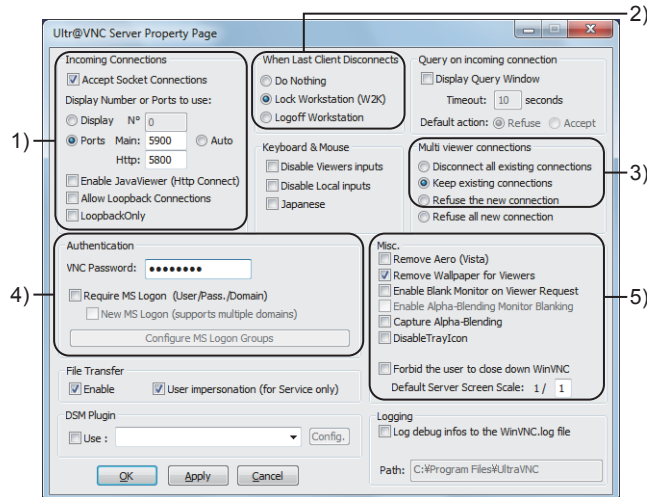 2)
Ultr@VNC Server Property Page
Incoming Connections
Accept Socket Connections
Display Number or Ports to use:
Display N° 0
Ports Main: 5900 Auto
Http: 5800
Enable JavaViewer (Http Connect)
Allow Loopback Connections
LoopbackOnly
1)
When Last Client Disconnects
Do Nothing
Lock Workstation (W2K)
Logoff Workstation
Keyboard & Mouse
Disable Viewers inputs
Disable Local inputs
Japanese
Query on incoming connection
Display Query Window
Timeout: 10 seconds
Default action: Refuse Accept
Multi viewer connections
Disconnect all existing connections
Keep existing connections
Refuse the new connection
Refuse all new connection
3)
Authentication
VNC Password: ●●●●●●●●
Require MS Logon (User/Pass./Domain)
New MS Logon (supports multiple domains)
Configure MS Logon Groups
4)
Misc.
Remove Aero (Vista)
Remove Wallpaper for Viewers
Enable Blank Monitor on Viewer Request
Enable Alpha-Blending Monitor Blanking
Capture Alpha-Blending
DisableTrayIcon
Forbid the user to close down WinVNC
Default Server Screen Scale: 1 / 1
5)
File Transfer
Enable User impersonation (for Service only)
DSM Plugin
Use : Config.
Logging
Log debug infos to the WinVNC.log file
Path: C:¥Program Files¥UltraVNC
OK Apply Cancel